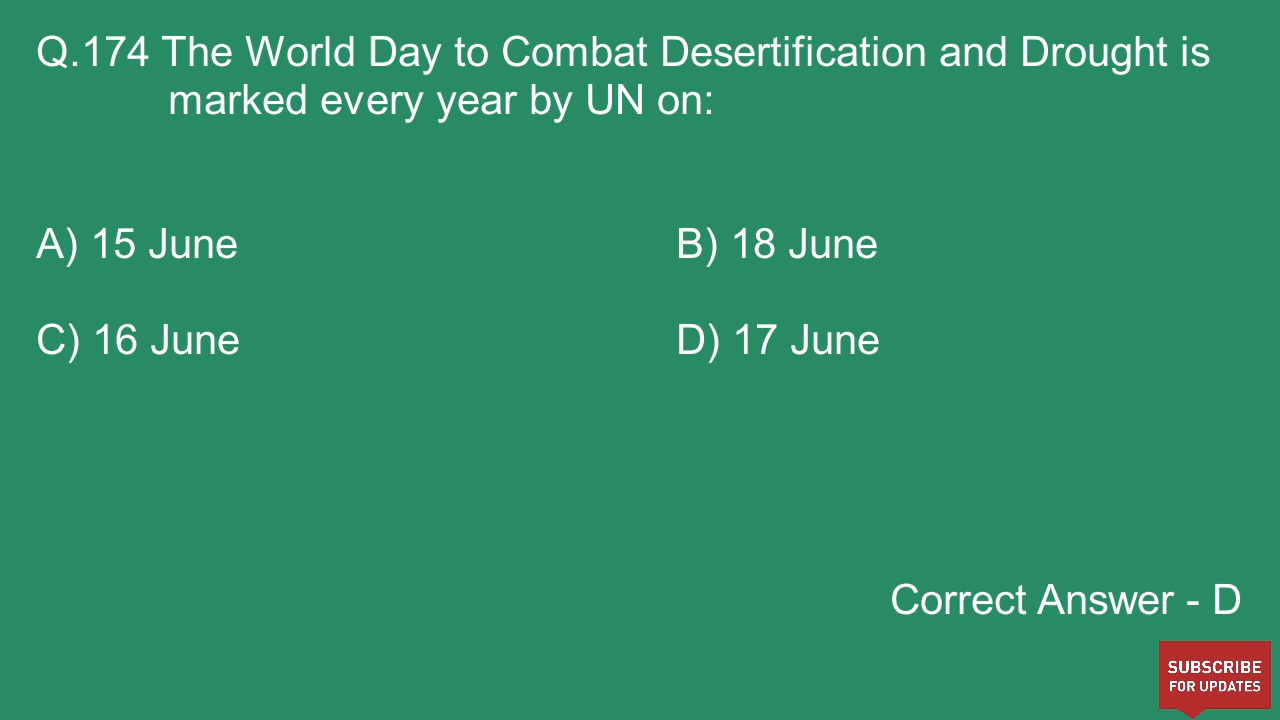 Q.174 The World Day to Combat Desertification and Drought is
marked every year by UN on:
A) 15 June
B) 18 June
C) 16 June
D) 17 June
Correct Answer - D
SUBSCRIBE
FOR UPDATES